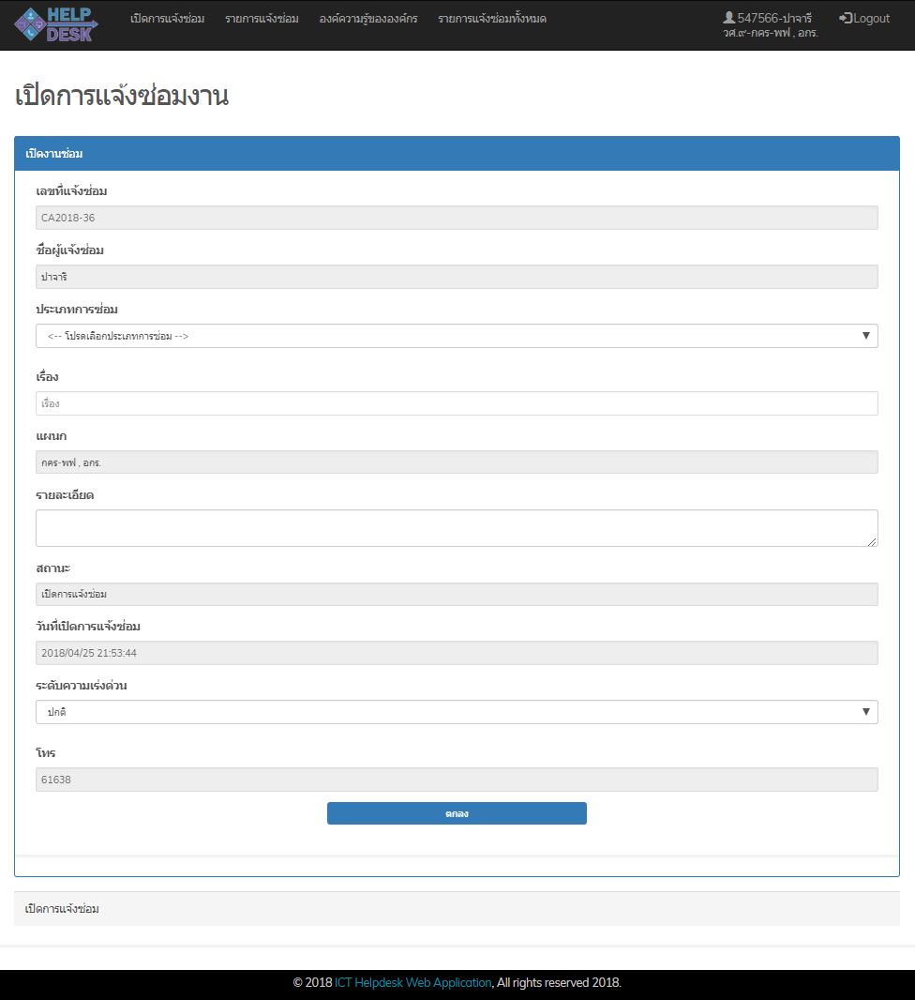 HELP
DESK
เปิดการแจ้งซ่อม รายการแจ้งซ่อม องค์ความรู้ขององค์กร รายการแจ้งซ่อมทั้งหมด
547566-ปาจารี
วศ.๙-กคร-พฟ , อกร.
Logout
เปิดการแจ้งซ่อมงาน
เปิดงานซ่อม
เลขที่แจ้งซ่อม
CA2018-36
ชื่อผู้แจ้งซ่อม
ปาจารี
ประเภทการซ่อม
<-- โปรดเลือกประเภทการซ่อม -->
เรื่อง
เรื่อง
แผนก
กคร-พฟ , อกร.
รายละเอียด
สถานะ
เปิดการแจ้งซ่อม
วันที่เปิดการแจ้งซ่อม
2018/04/25 21:53:44
ระดับความเร่งด่วน
ปกติ
โทร
61638
ตกลง
เปิดการแจ้งซ่อม
© 2018 ICT Helpdesk Web Application, All rights reserved 2018.